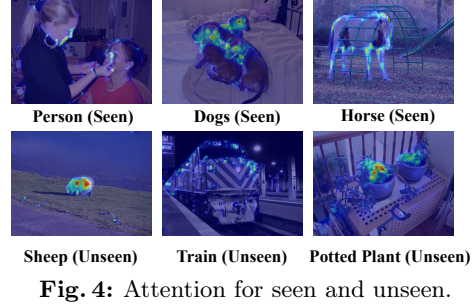 Person (Seen) Dogs (Seen) Horse (Seen)
Sheep (Unseen) Train (Unseen) Potted Plant (Unseen)
Fig. 4: Attention for seen and unseen.